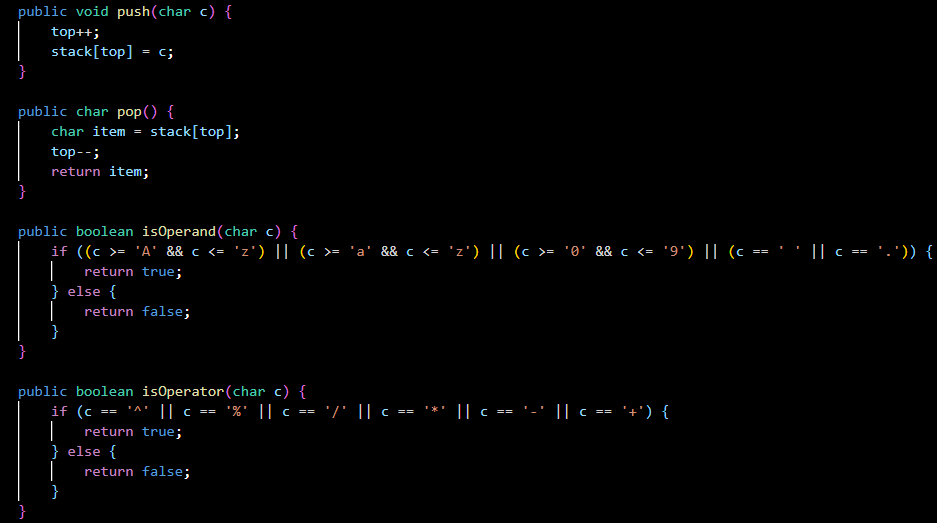 public void push(char c) {
    top++;
    stack[top] = c;
}

public char pop() {
    char item = stack[top];
    top--;
    return item;
}

public boolean isOperand(char c) {
    if ((c >= 'A' && c <= 'z') || (c >= 'a' && c <= 'z') || (c >= '0' && c <= '9') || (c == ' ' || c == '.')) {
        return true;
    } else {
        return false;
    }
}

public boolean isOperator(char c) {
    if (c == '^' || c == '%' || c == '/' || c == '*' || c == '-' || c == '+') {
        return true;
    } else {
        return false;
    }
}